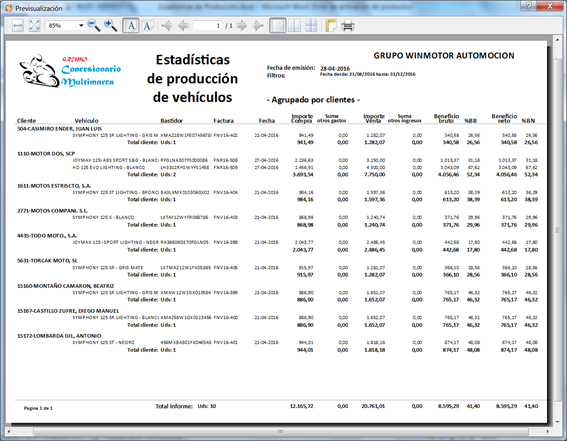 Previsualización
85% 1 / 1
GRUPO
Concesionario
Multimarca
Estadísticas
de producción
de vehículos
GRUPO WINMOTOR AUTOMOCION
Fecha de emisión: 28-04-2016
Filtros: Fecha desde: 21/04/2016 hasta: 31/12/2016
- Agrupado por clientes -
Cliente Vehículo Bastidor Factura Fecha Importe Compra Suma otros gastos Importe Venta Suma otros ingresos Beneficio bruto %BB Beneficio neto %BN
504-CASIMIRO ENDER, JUAN LUIS
SYMPHONY 125 SR LIGHTING - GRIS M FNV16-402 21-04-2016 941,49 0,00 1.282,07 0,00 340,58 26,56 340,58 26,56
Total cliente: Uds: 1 941,49 0,00 1.282,07 0,00 340,58 26,56 340,58 26,56
1110-MOTOR DOS, SCP
JOYMAX 125i ABS SPORT S&G - BLANC FNR16-508 27-04-2016 2.236,63 0,00 3.250,00 0,00 1.013,37 31,18 1.013,37 31,18
HD 125 EVO LIGHTING - BLANCO FNR16-509 27-04-2016 1.456,91 0,00 4.500,00 0,00 3.043,09 67,62 3.043,09 67,62
Total cliente: Uds: 2 3.693,54 0,00 7.750,00 0,00 4.056,46 52,34 4.056,46 52,34
1611-MOTOS ESTRISCTO, S.A.
SYMPHONY 125 ST LIGHTING - BRONC FNV16-404 27-04-2016 984,16 0,00 1.597,36 0,00 613,20 38,39 613,20 38,39
Total cliente: Uds: 1 984,16 0,00 1.597,36 0,00 613,20 38,39 613,20 38,39
2771-MOTOS COMPANI, S.L.
SYMPHONY 125 S - BLANCO FNV16-403 21-04-2016 868,98 0,00 1.240,74 0,00 371,76 29,96 371,76 29,96
Total cliente: Uds: 1 868,98 0,00 1.240,74 0,00 371,76 29,96 371,76 29,96
4435-TODO MOTO, S.A.
FNV16-398 21-04-2016 2.043,77 0,00 2.486,45 0,00 442,68 17,80 442,68 17,80
Total cliente: Uds: 1 2.043,77 0,00 2.486,45 0,00 442,68 17,80 442,68 17,80
5631-TORCAK MOTO, SL
SYMPHONY 125 SR - GRIS MATE FNV16-405 27-04-2016 915,97 0,00 1.282,07 0,00 366,10 28,56 366,10 28,56
Total cliente: Uds: 1 915,97 0,00 1.282,07 0,00 366,10 28,56 366,10 28,56
15160-MONTAÑO CAMARON, BEATRIZ
SYMPHONY 125 SR LIGHTING - GRIS M FNV16-399 21-04-2016 886,90 0,00 1.652,07 0,00 765,17 46,32 765,17 46,32
Total cliente: Uds: 1 886,90 0,00 1.652,07 0,00 765,17 46,32 765,17 46,32
15167-CASTILLO ZUFRE, DIEGO MANUEL
SYMPHONY 125 SR LIGHTING - BLANC FNV16-400 21-04-2016 886,90 0,00 1.652,07 0,00 765,17 46,32 765,17 46,32
Total cliente: Uds: 1 886,90 0,00 1.652,07 0,00 765,17 46,32 765,17 46,32
15172-LOMBARDA GIL, ANTONIO
SYMPHONY 125 ST - NEGRO FNV16-401 21-04-2016 944,01 0,00 1.818,18 0,00 874,17 48,08 874,17 48,08
Total cliente: Uds: 1 944,01 0,00 1.818,18 0,00 874,17 48,08 874,17 48,08
Página 1 de 1 Total informe: Uds: 10 12.165,72 0,00 20.761,01 0,00 8.595,29 41,40 8.595,29 41,40